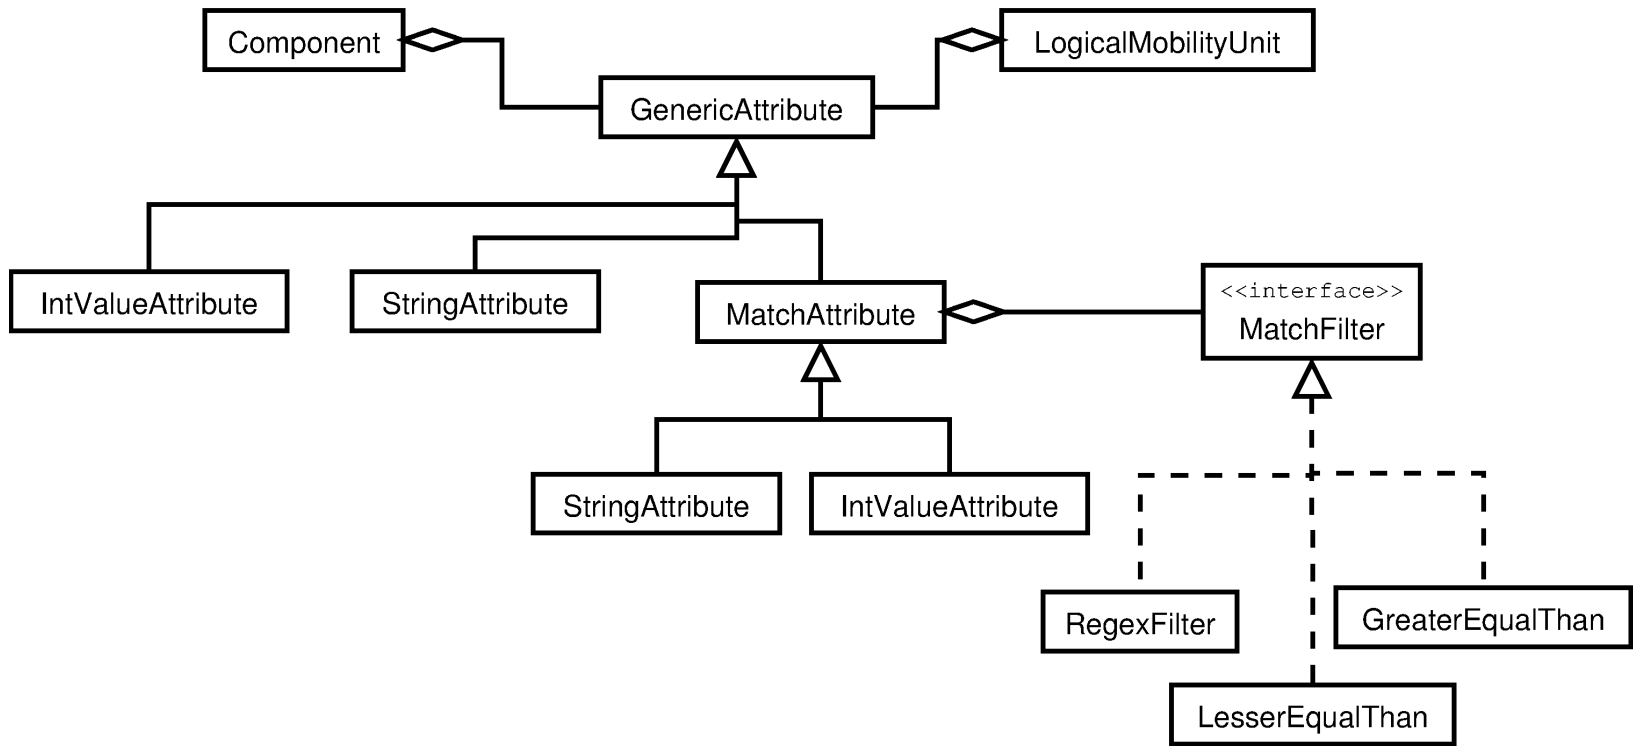 Component
LogicalMobilityUnit
GenericAttribute
IntValueAttribute
StringAttribute
MatchAttribute
<<interface>>
MatchFilter
StringAttribute
IntValueAttribute
RegexFilter
GreaterEqualThan
LesserEqualThan